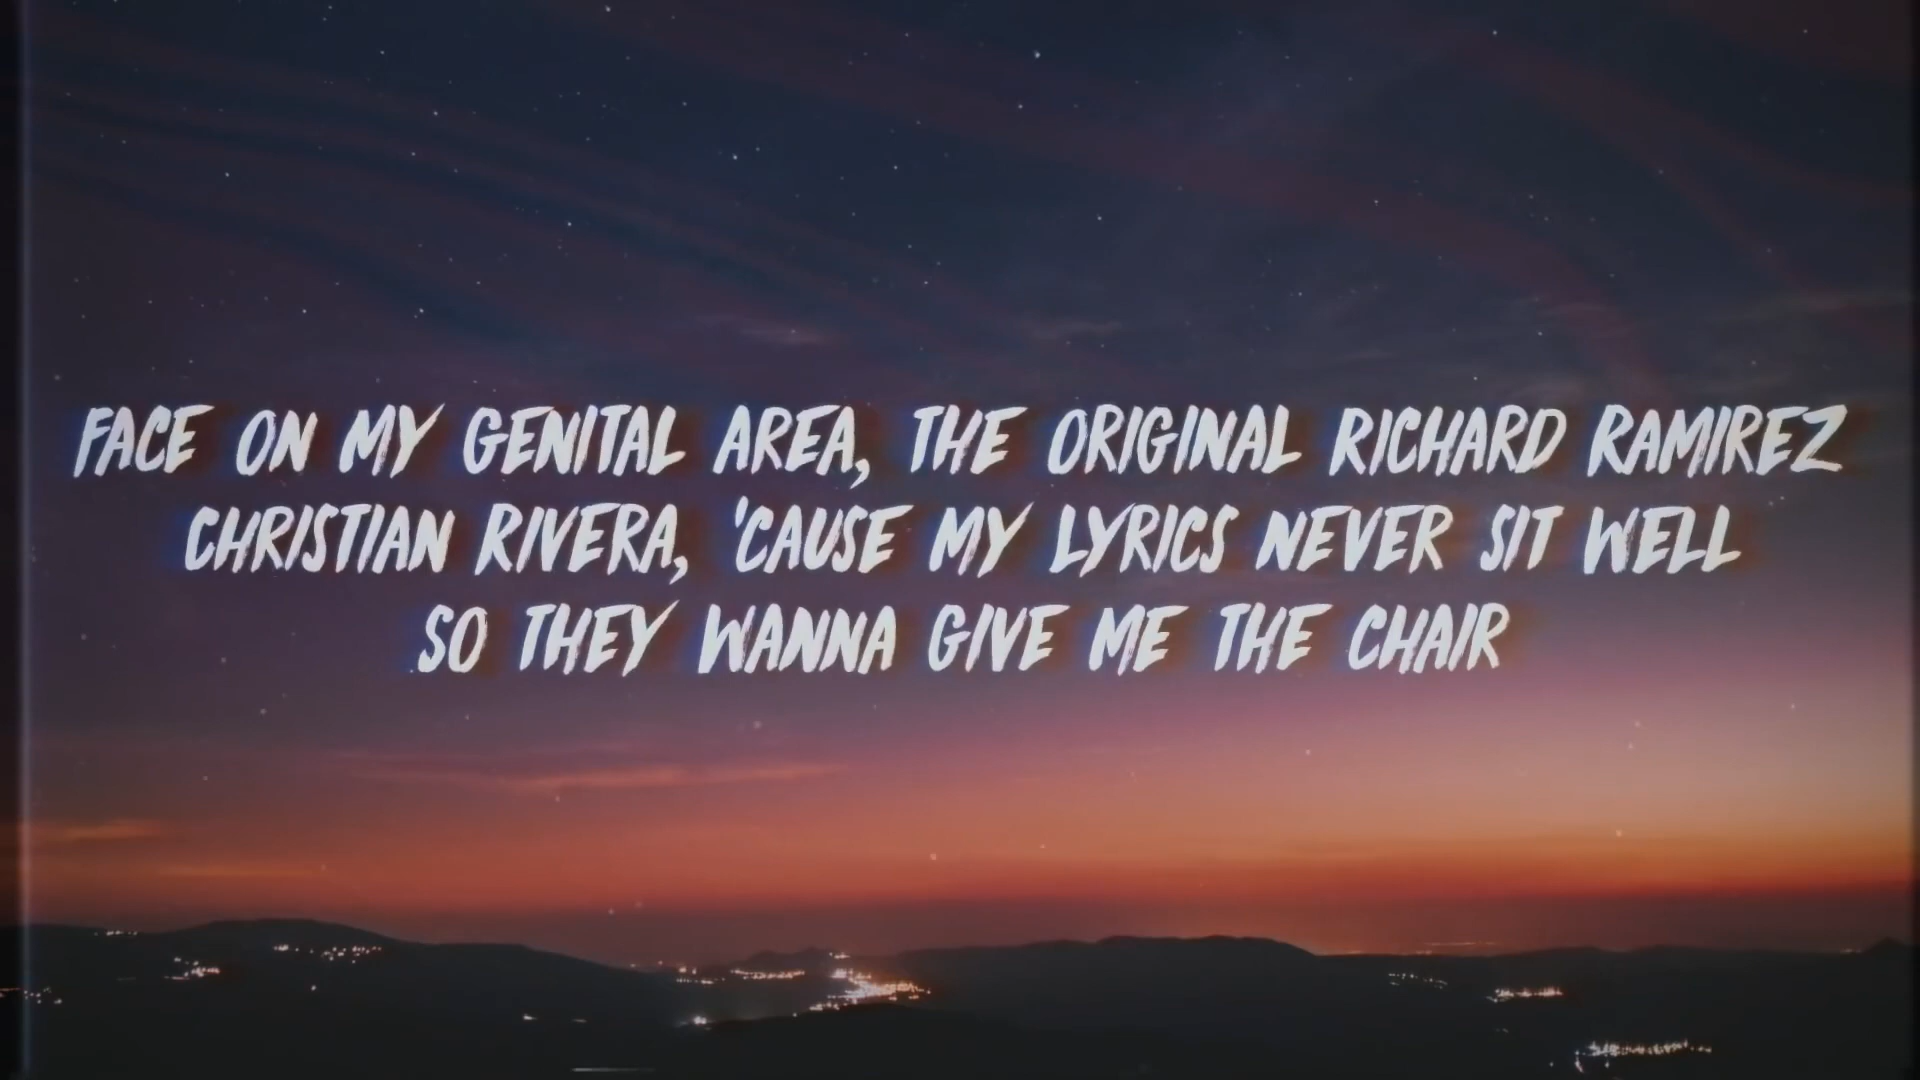 FACE ON MY GENITAL AREA, THE ORIGINAL RICHARD RAMIREZ
CHRISTIAN RIVERA, 'CAUSE MY LYRICS NEVER SIT WELL
SO THEY WANNA GIVE ME THE CHAIR